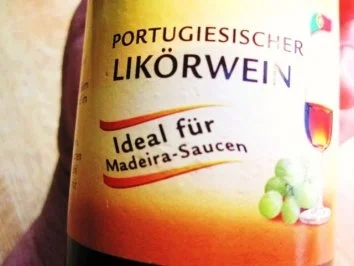 PORTUGIESISCHER
LIKÖRWEIN
Ideal für
Madeira-Saucen